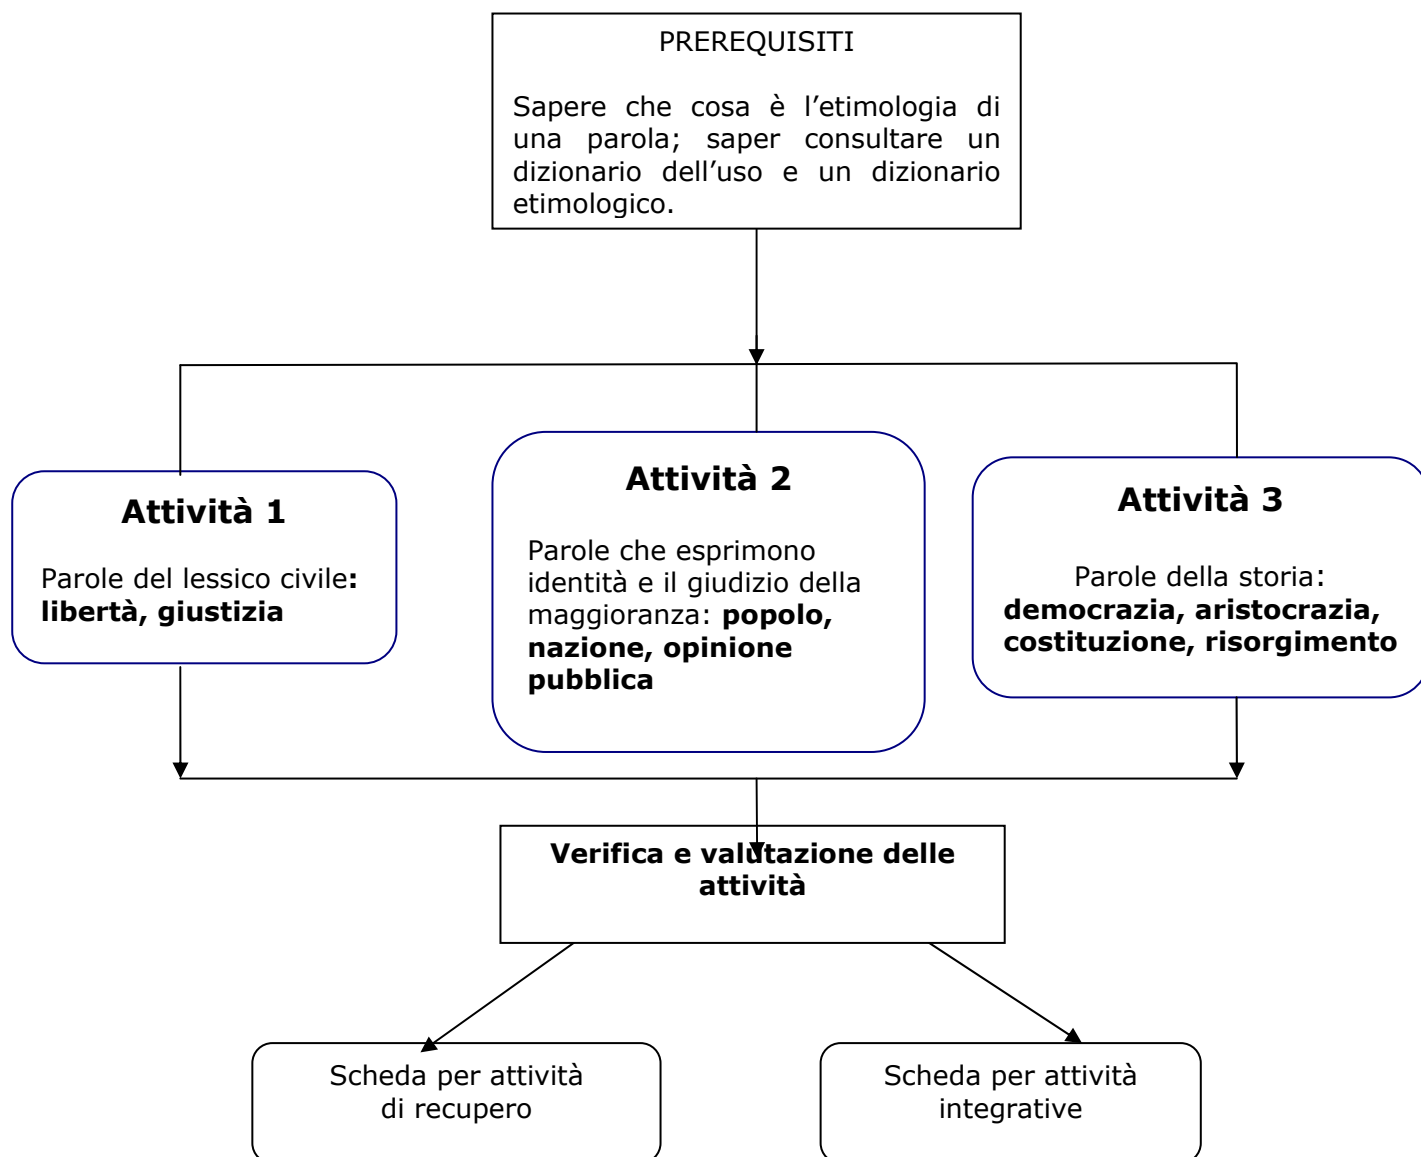 PREREQUISITI
Sapere che cosa è l’etimologia di
una parola; saper consultare un
dizionario dell’uso e un dizionario
etimologico.
Attività 1
Parole del lessico civile:
libertà, giustizia
Attività 2
Parole che esprimono
identità e il giudizio della
maggioranza: popolo,
nazione, opinione
pubblica
Attività 3
Parole della storia:
democrazia, aristocrazia,
costituzione, risorgimento
Verifica e valutazione delle
attività
Scheda per attività
di recupero
Scheda per attività
integrative